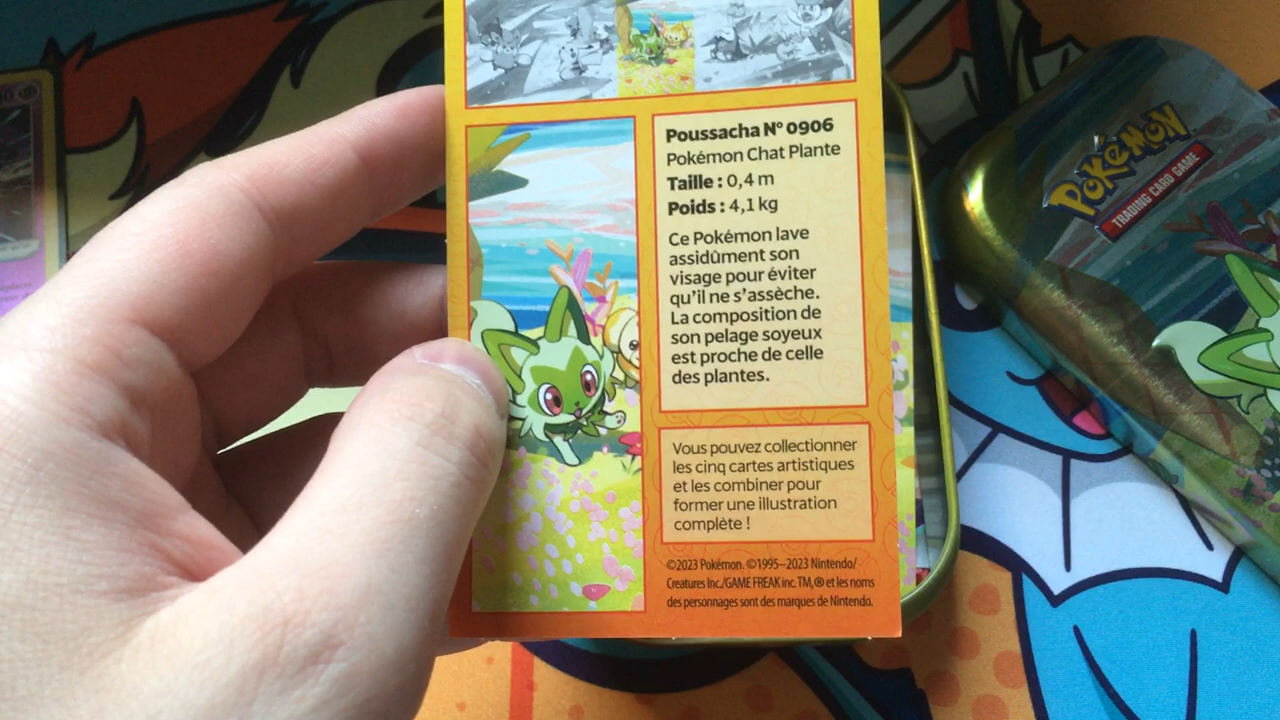 Poussacha N° 0906
Pokémon Chat Plante
Taille : 0,4 m
Poids : 4,1 kg
Ce Pokémon lave
assidûment son
visage pour éviter
qu'il ne s'assèche.
La composition de
son pelage soyeux
est proche de celle
des plantes.
Vous pouvez collectionner
les cinq cartes artistiques
et les combiner pour
former une illustration
complète !
©2023 Pokémon. ©1995–2023 Nintendo/
Creatures Inc./GAME FREAK inc. TM,® et les noms
des personnages sont des marques de Nintendo.
POKéMON
TRADING CARD GAME